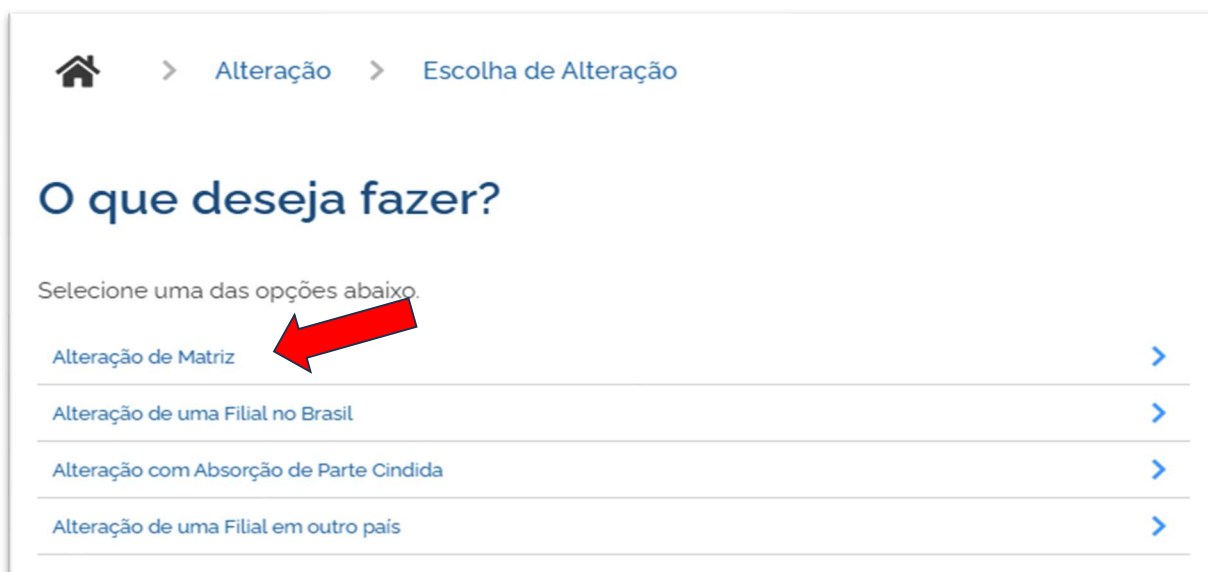 Alteração > Escolha de Alteração
O que deseja fazer?
Selecione uma das opções abaixo.
Alteração de Matriz
Alteração de uma Filial no Brasil
Alteração com Absorção de Parte Cindida
Alteração de uma Filial em outro país